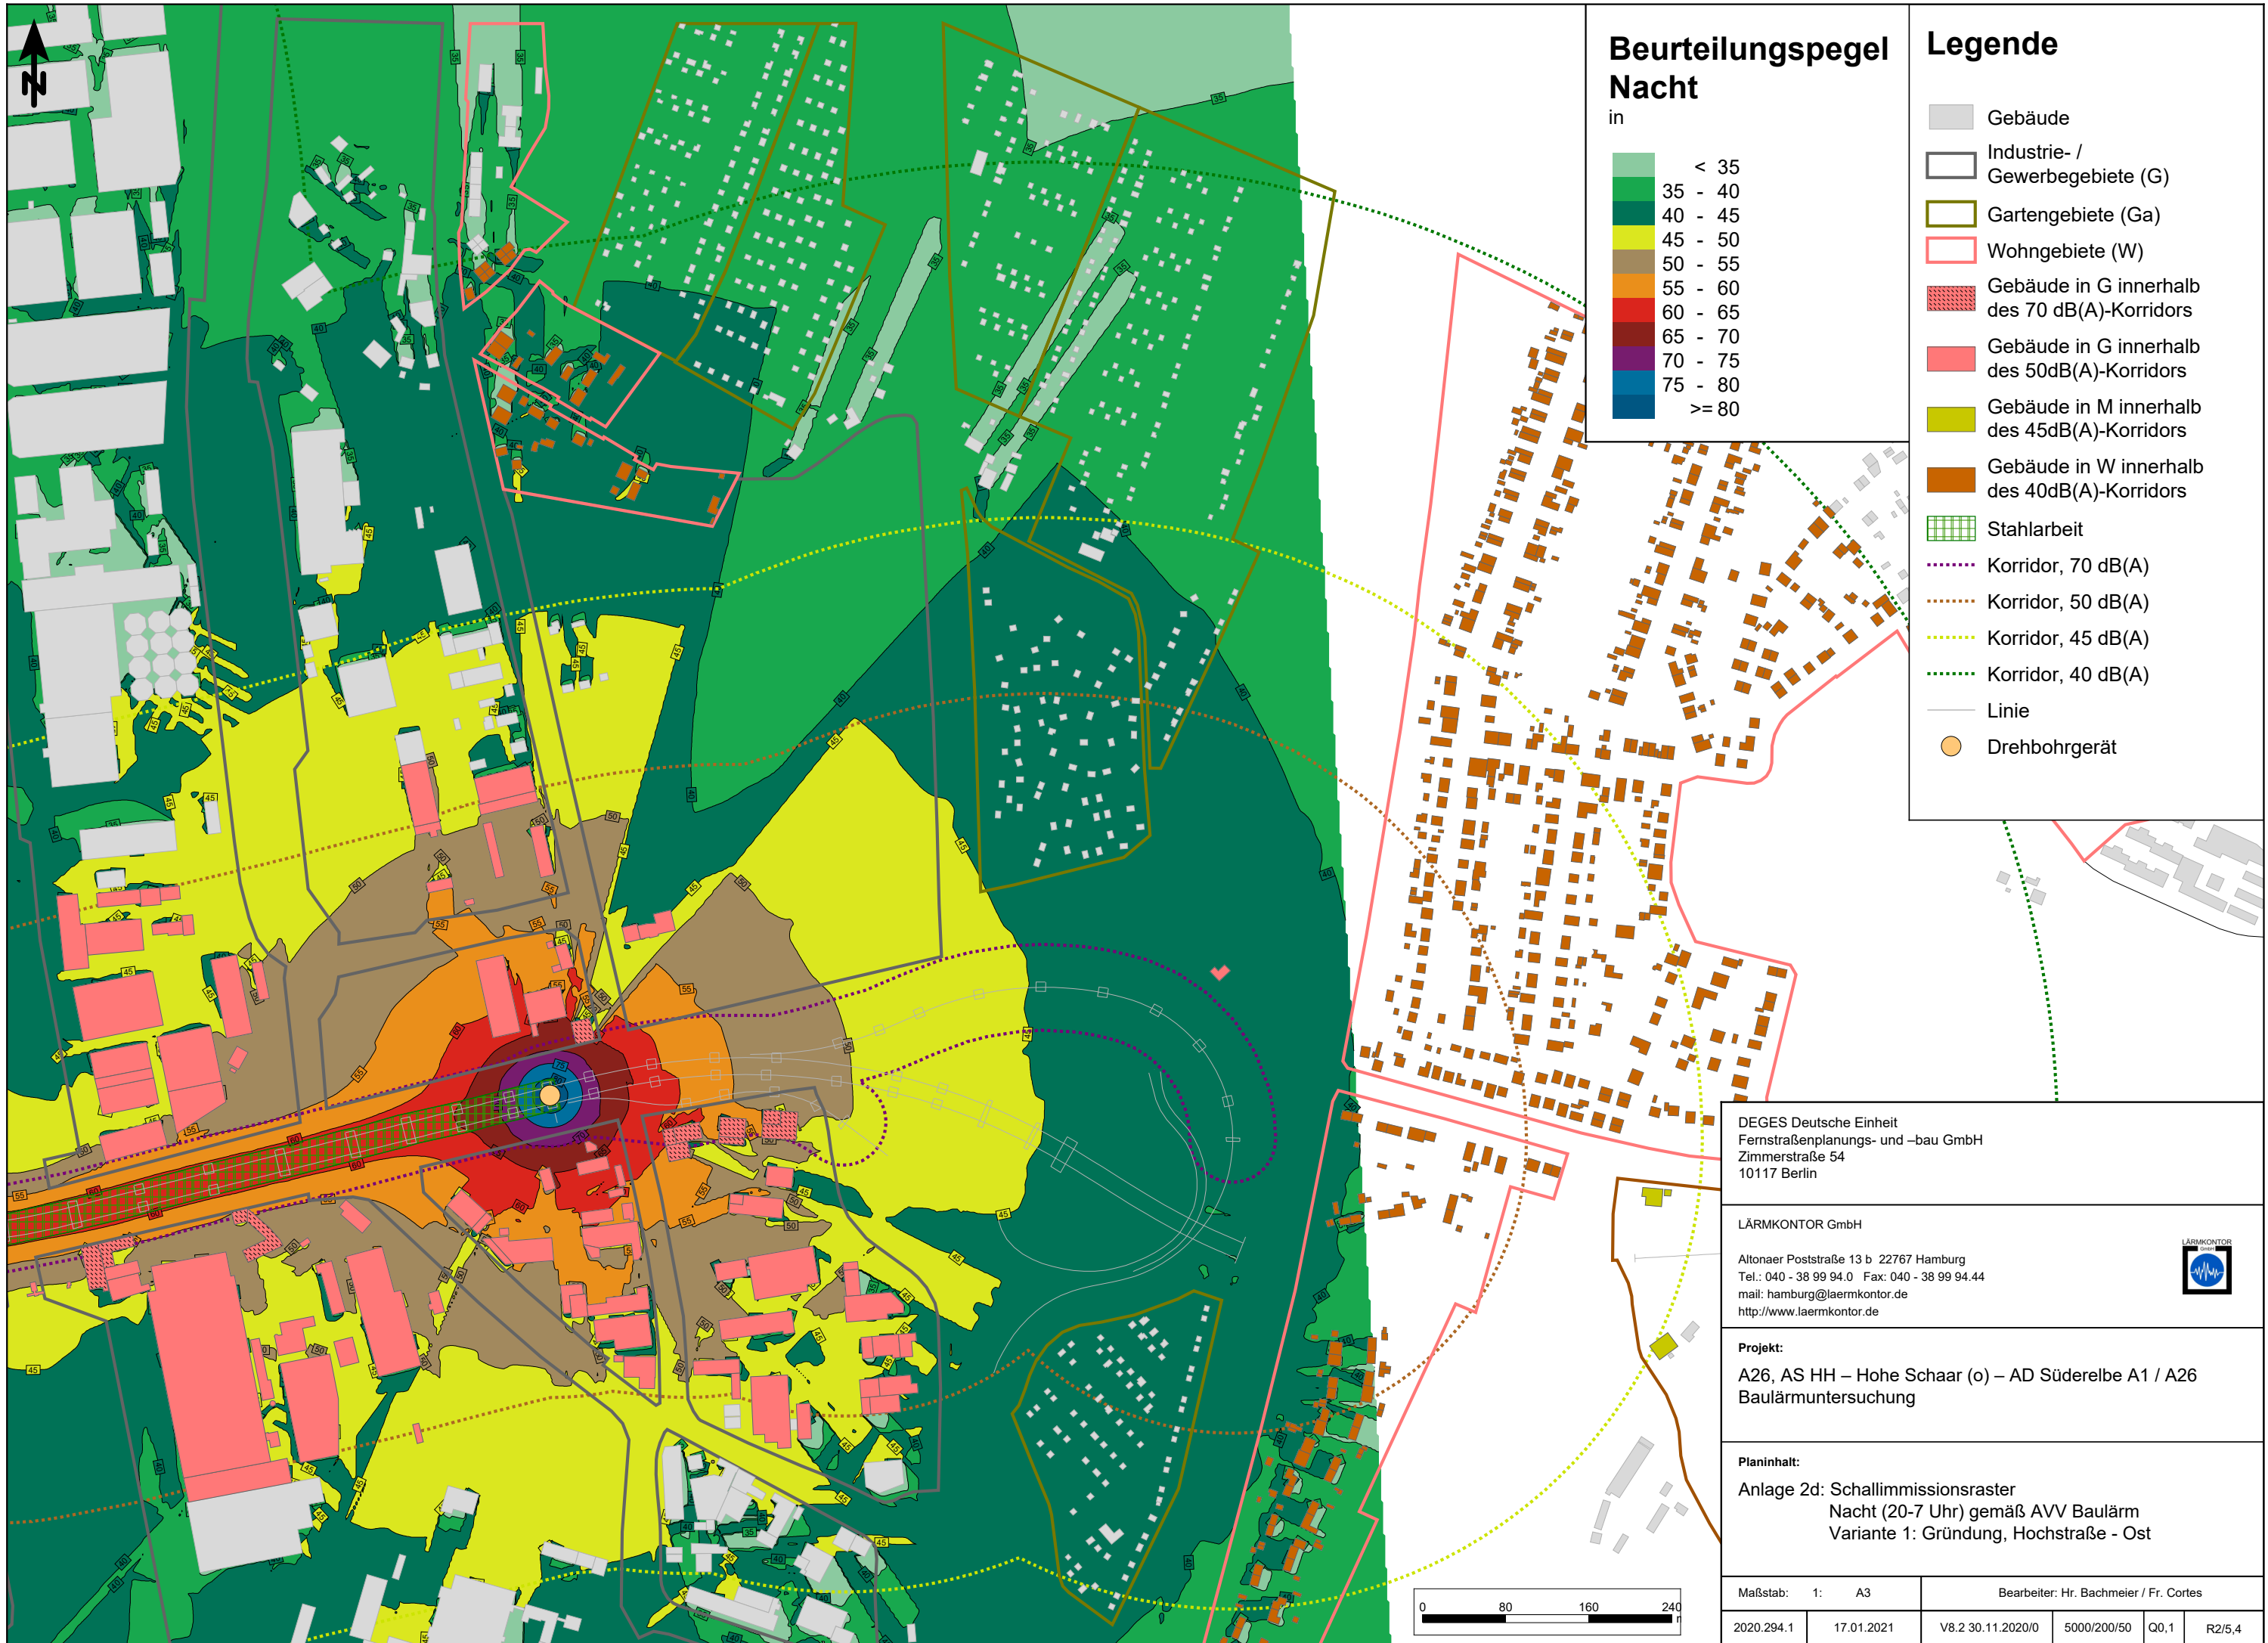 N
Beurteilungspegel
Nacht
in
< 35
35 - 40
40 - 45
45 - 50
50 - 55
55 - 60
60 - 65
65 - 70
70 - 75
75 - 80
>= 80
Legende
Gebäude
Industrie- /
Gewerbegebiete (G)
Gartengebiete (Ga)
Wohngebiete (W)
Gebäude in G innerhalb
des 70 dB(A)-Korridors
Gebäude in G innerhalb
des 50dB(A)-Korridors
Gebäude in M innerhalb
des 45dB(A)-Korridors
Gebäude in W innerhalb
des 40dB(A)-Korridors
Stahlarbeit
Korridor, 70 dB(A)
Korridor, 50 dB(A)
Korridor, 45 dB(A)
Korridor, 40 dB(A)
Linie
Drehbohrgerät
DEGES Deutsche Einheit
Fernstraßenplanungs- und –bau GmbH
Zimmerstraße 54
10117 Berlin
LÄRMKONTOR GmbH
Altonaer Poststraße 13 b 22767 Hamburg
Tel.: 040 - 38 99 94.0 Fax: 040 - 38 99 94.44
mail: hamburg@laermkontor.de
http://www.laermkontor.de
LÄRMKONTOR
GmbH
Projekt:
A26, AS HH – Hohe Schaar (o) – AD Süderelbe A1 / A26
Baulärmuntersuchung
Planinhalt:
Anlage 2d: Schallimmissionsraster
Nacht (20-7 Uhr) gemäß AVV Baulärm
Variante 1: Gründung, Hochstraße - Ost
Maßstab: 1: A3
Bearbeiter: Hr. Bachmeier / Fr. Cortes
2020.294.1 17.01.2021 V8.2 30.11.2020/0 5000/200/50 Q0,1 R2/5,4
0 80 160 240